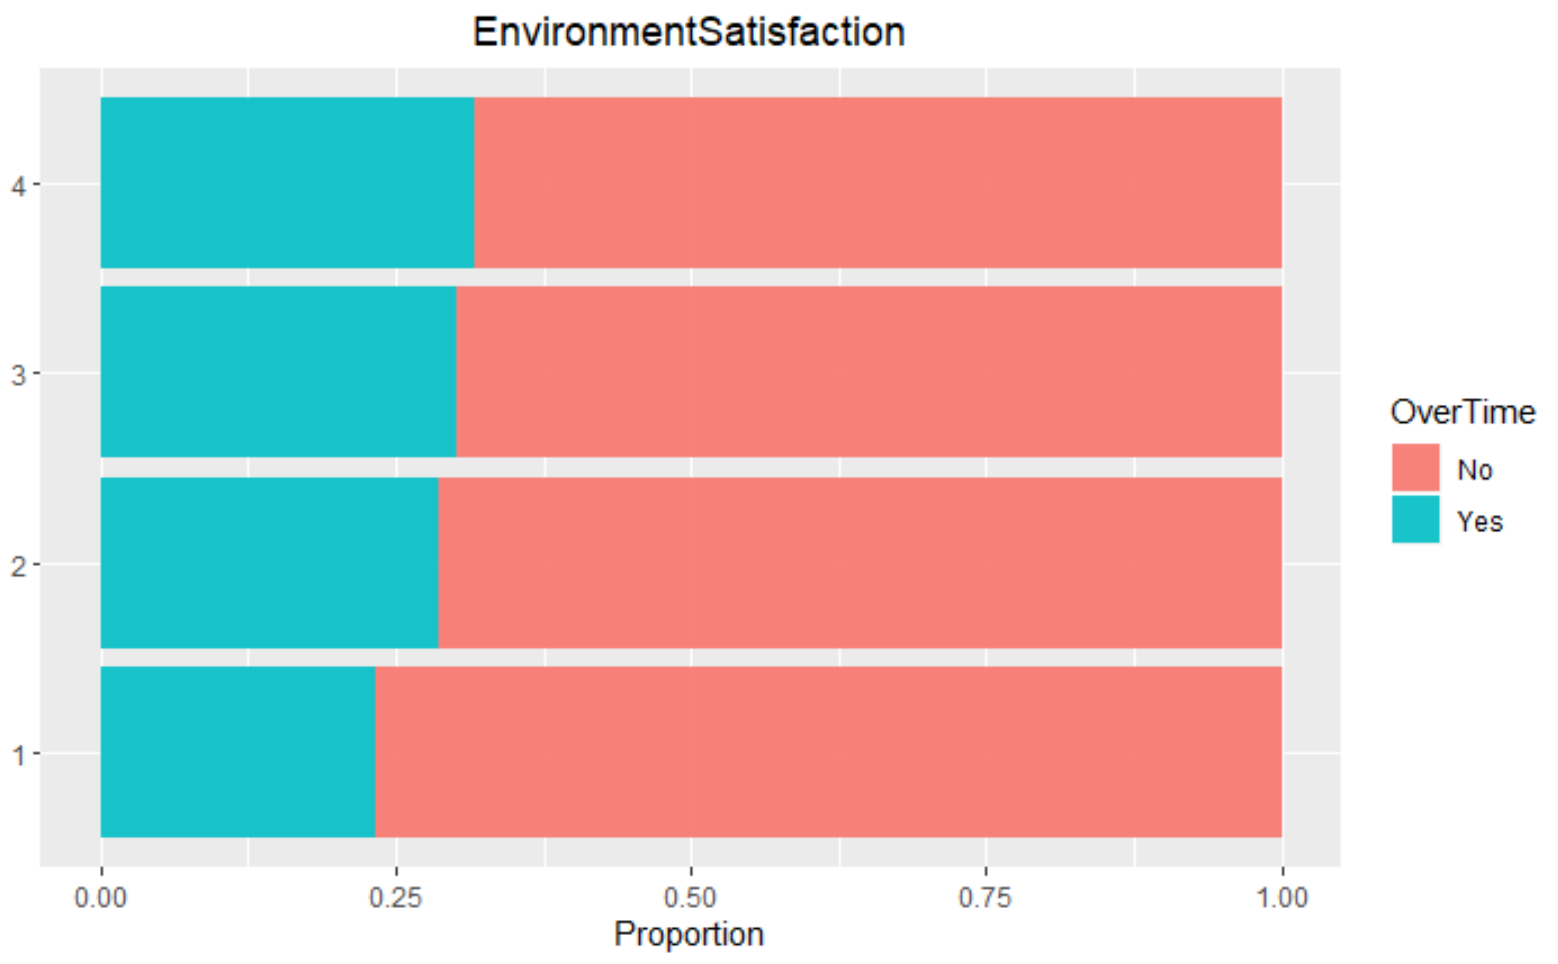 EnvironmentSatisfaction
4
3
2
1
0.00 0.25 0.50 0.75 1.00
Proportion
OverTime
No
Yes